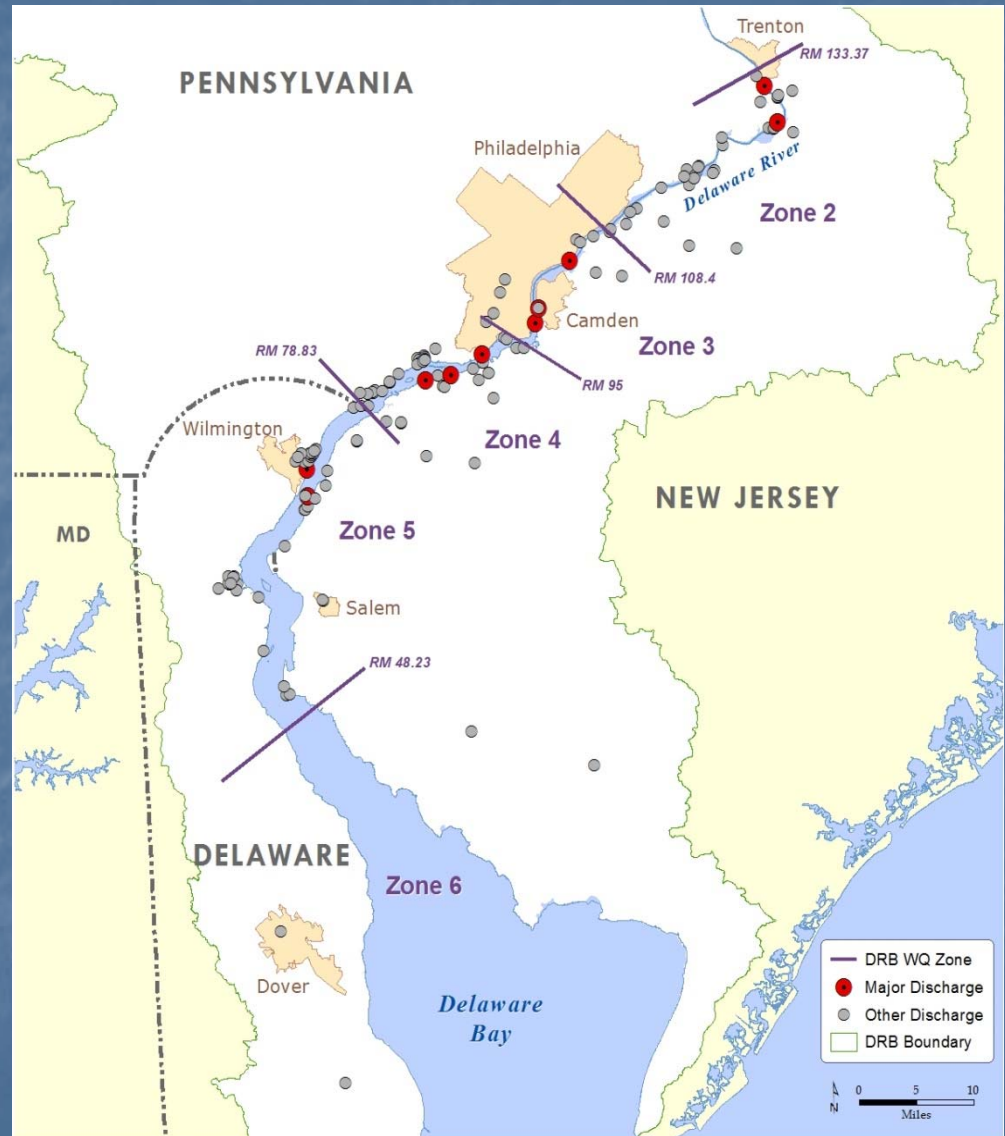 Trenton
RM 133.37
PENNSYLVANIA
Philadelphia
Delaware River
Zone 2
RM 108.4
Camden
Zone 3
RM 78.83
RM 95
Wilmington
Zone 4
NEW JERSEY
MD
Zone 5
Salem
RM 48.23
DELAWARE
Zone 6
Dover
Delaware
Bay
DRB WQ Zone
Major Discharge
Other Discharge
DRB Boundary
N
0 5 10
Miles